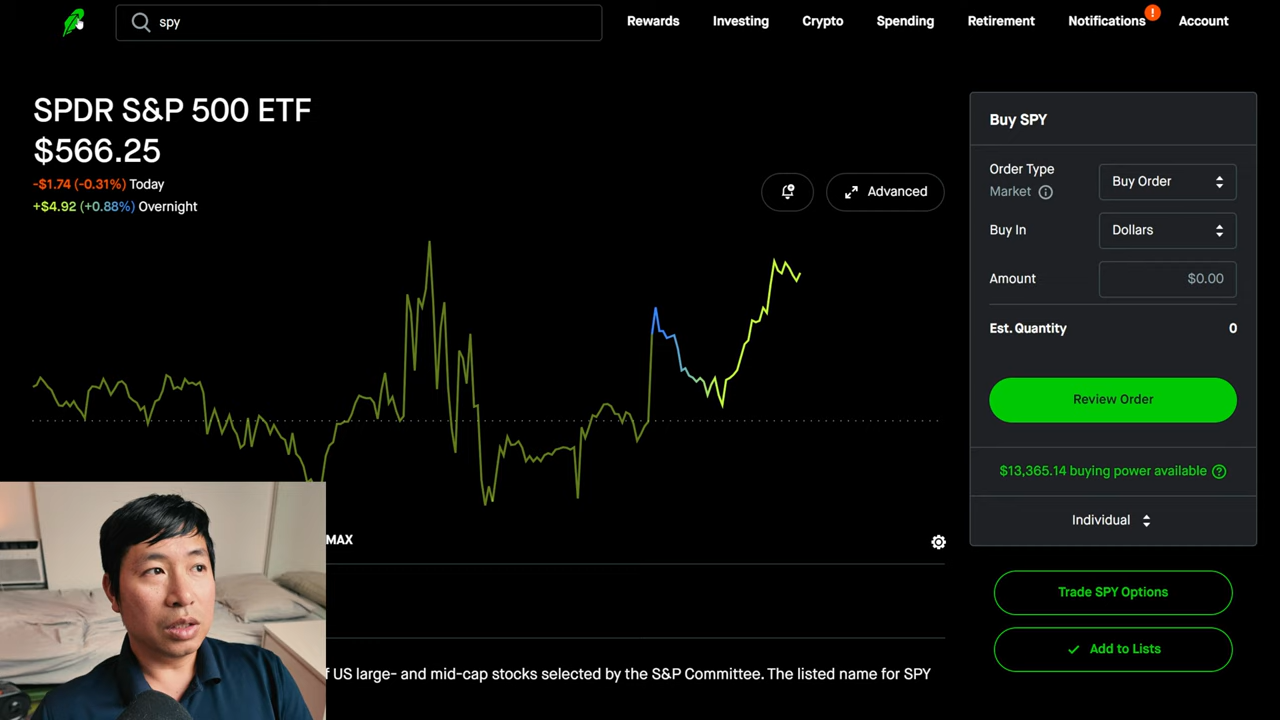 spy
Rewards
Investing
Crypto
Spending
Retirement
Notifications
!
Account
SPDR S&P 500 ETF
$566.25
-$1.74 (-0.31%) Today
+$4.92 (+0.88%) Overnight
Advanced
MAX
f US large- and mid-cap stocks selected by the S&P Committee. The listed name for SPY
Buy SPY
Order Type
Market
Buy Order
Buy In
Dollars
Amount
$0.00
Est. Quantity
0
Review Order
$13,365.14 buying power available
Individual
Trade SPY Options
Add to Lists